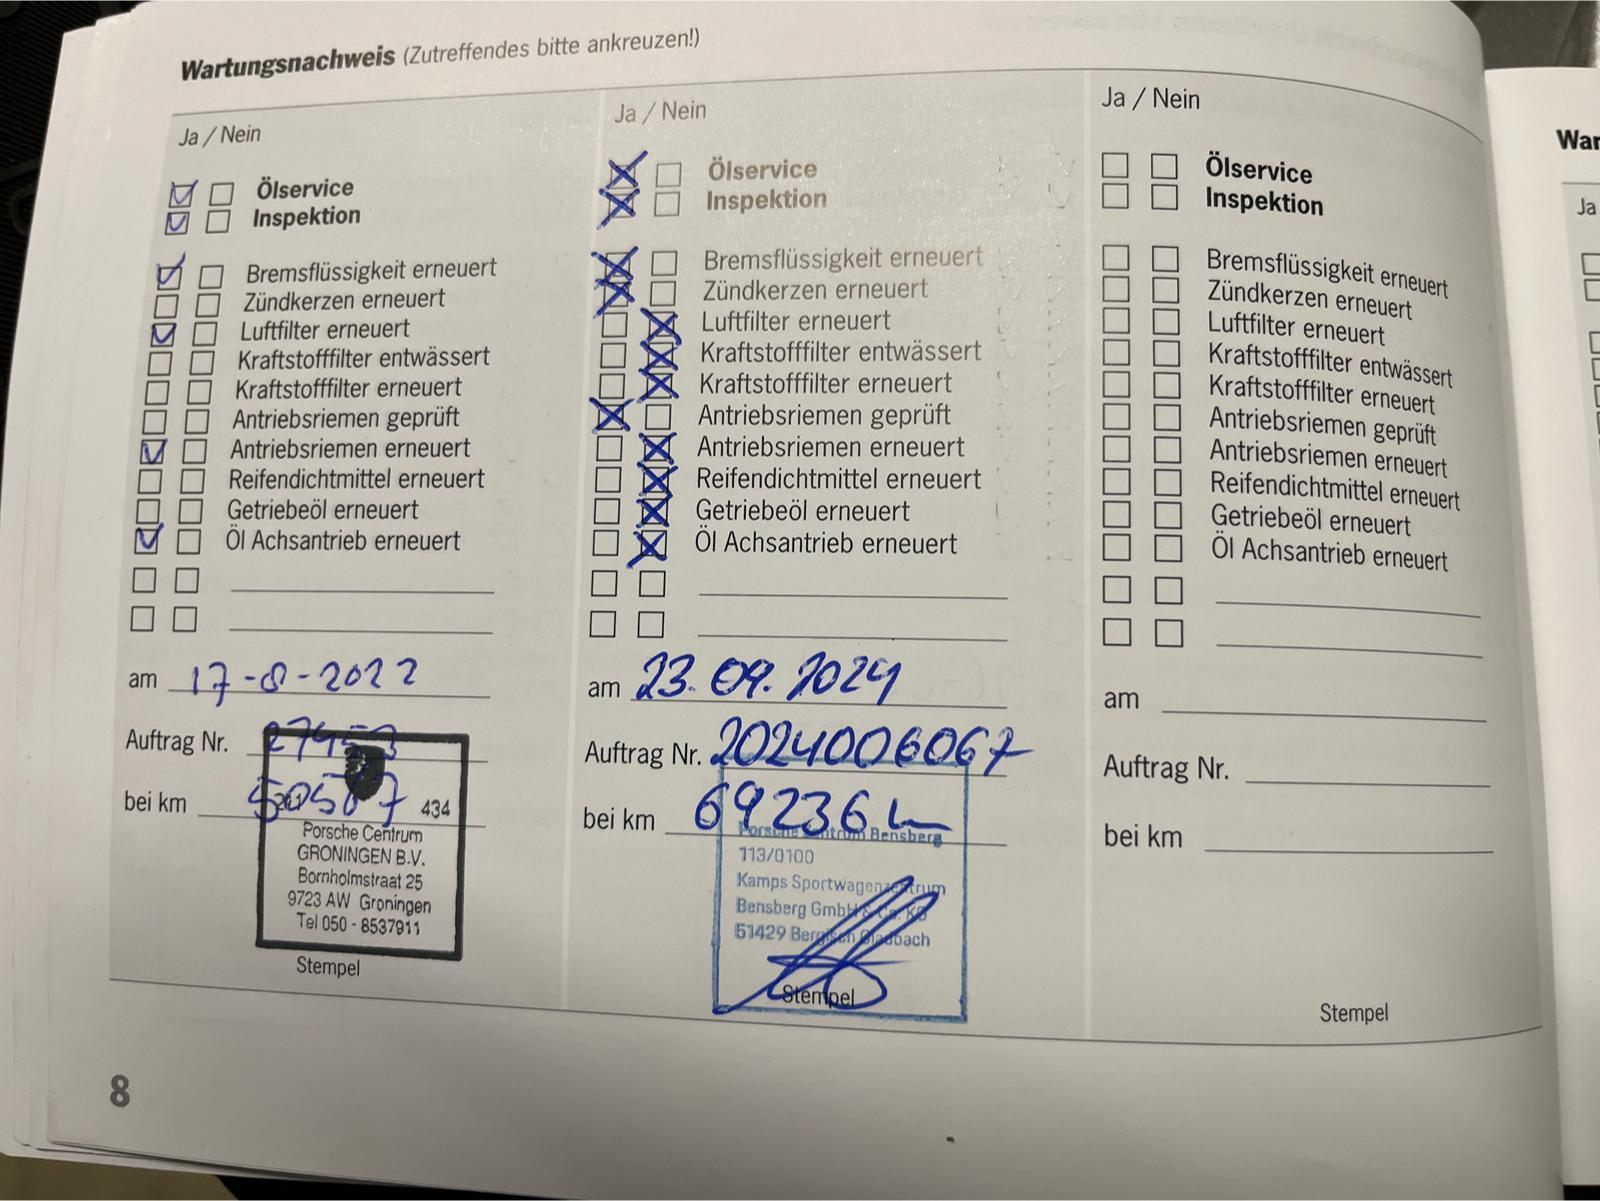 Wartungsnachweis (Zutreffendes bitte ankreuzen!)
Ja / Nein
Ölservice
Inspektion
Bremsflüssigkeit erneuert
Zündkerzen erneuert
Luftfilter erneuert
Kraftstofffilter entwässert
Kraftstofffilter erneuert
Antriebsriemen geprüft
Antriebsriemen erneuert
Reifendichtmittel erneuert
Getriebeöl erneuert
Öl Achsantrieb erneuert
am 17-8-2022
Auftrag Nr.
bei km
434
Porsche Centrum
GRONINGEN B.V.
Bornholmstraat 25
9723 AW Groningen
Tel 050 - 8537911
Stempel
Ja / Nein
Ölservice
Inspektion
Bremsflüssigkeit erneuert
Zündkerzen erneuert
Luftfilter erneuert
Kraftstofffilter entwässert
Kraftstofffilter erneuert
Antriebsriemen geprüft
Antriebsriemen erneuert
Reifendichtmittel erneuert
Getriebeöl erneuert
Öl Achsantrieb erneuert
am 23.09.2024
Auftrag Nr. 2024006067
bei km 69236
Porsche Zentrum Bensberg
113/0100
Kamps Sportwagenzentrum
Bensberg GmbH & Co. KG
51429 Bergisch Gladbach
Stempel
Ja / Nein
Ölservice
Inspektion
Bremsflüssigkeit erneuert
Zündkerzen erneuert
Luftfilter erneuert
Kraftstofffilter entwässert
Kraftstofffilter erneuert
Antriebsriemen geprüft
Antriebsriemen erneuert
Reifendichtmittel erneuert
Getriebeöl erneuert
Öl Achsantrieb erneuert
am
Auftrag Nr.
bei km
Stempel
8
War
Ja